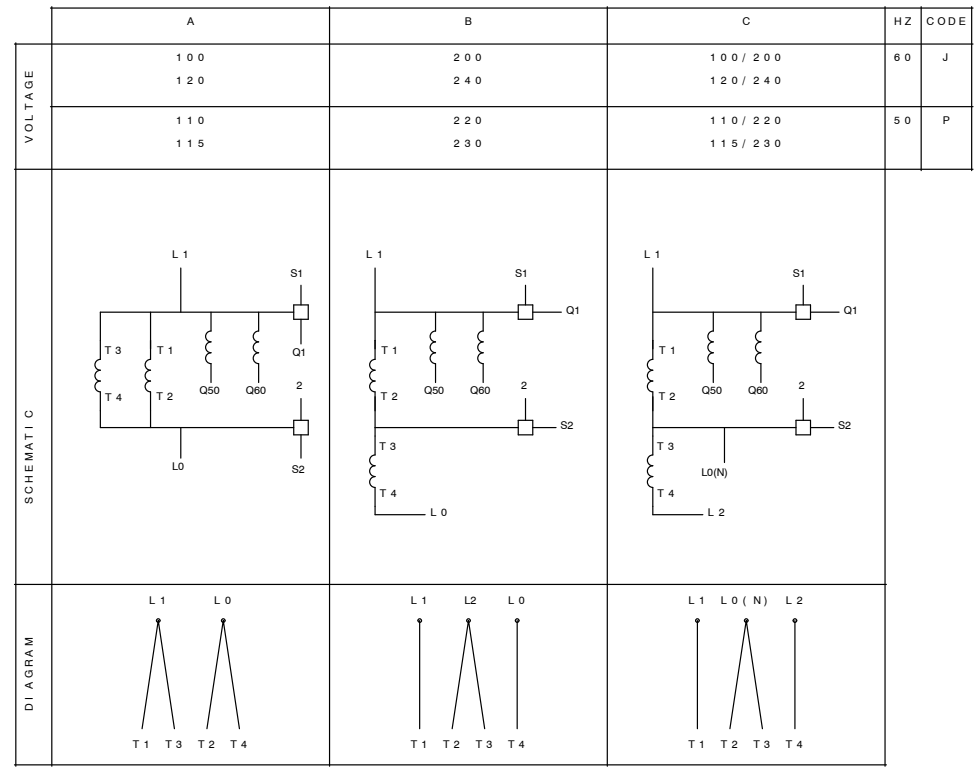 A B C HZ CODE
VOLTAGE
100 200 100/200 60 J
120 240 120/240
110 220 110/220 50 P
115 230 115/230
SCHEMATIC
L1
S1
T3 T1 Q1
2
T4 T2 Q50 Q60
L0 S2
L1
S1
Q1
T1
2
T2 Q50 Q60
S2
T3
T4
L0
L1
S1
Q1
T1
2
T2 Q50 Q60
S2
T3
L0(N)
T4
L2
DIAGRAM
L1 L0
T1 T3 T2 T4
L1 L2 L0
T1 T2 T3 T4
L1 L0(N) L2
T1 T2 T3 T4